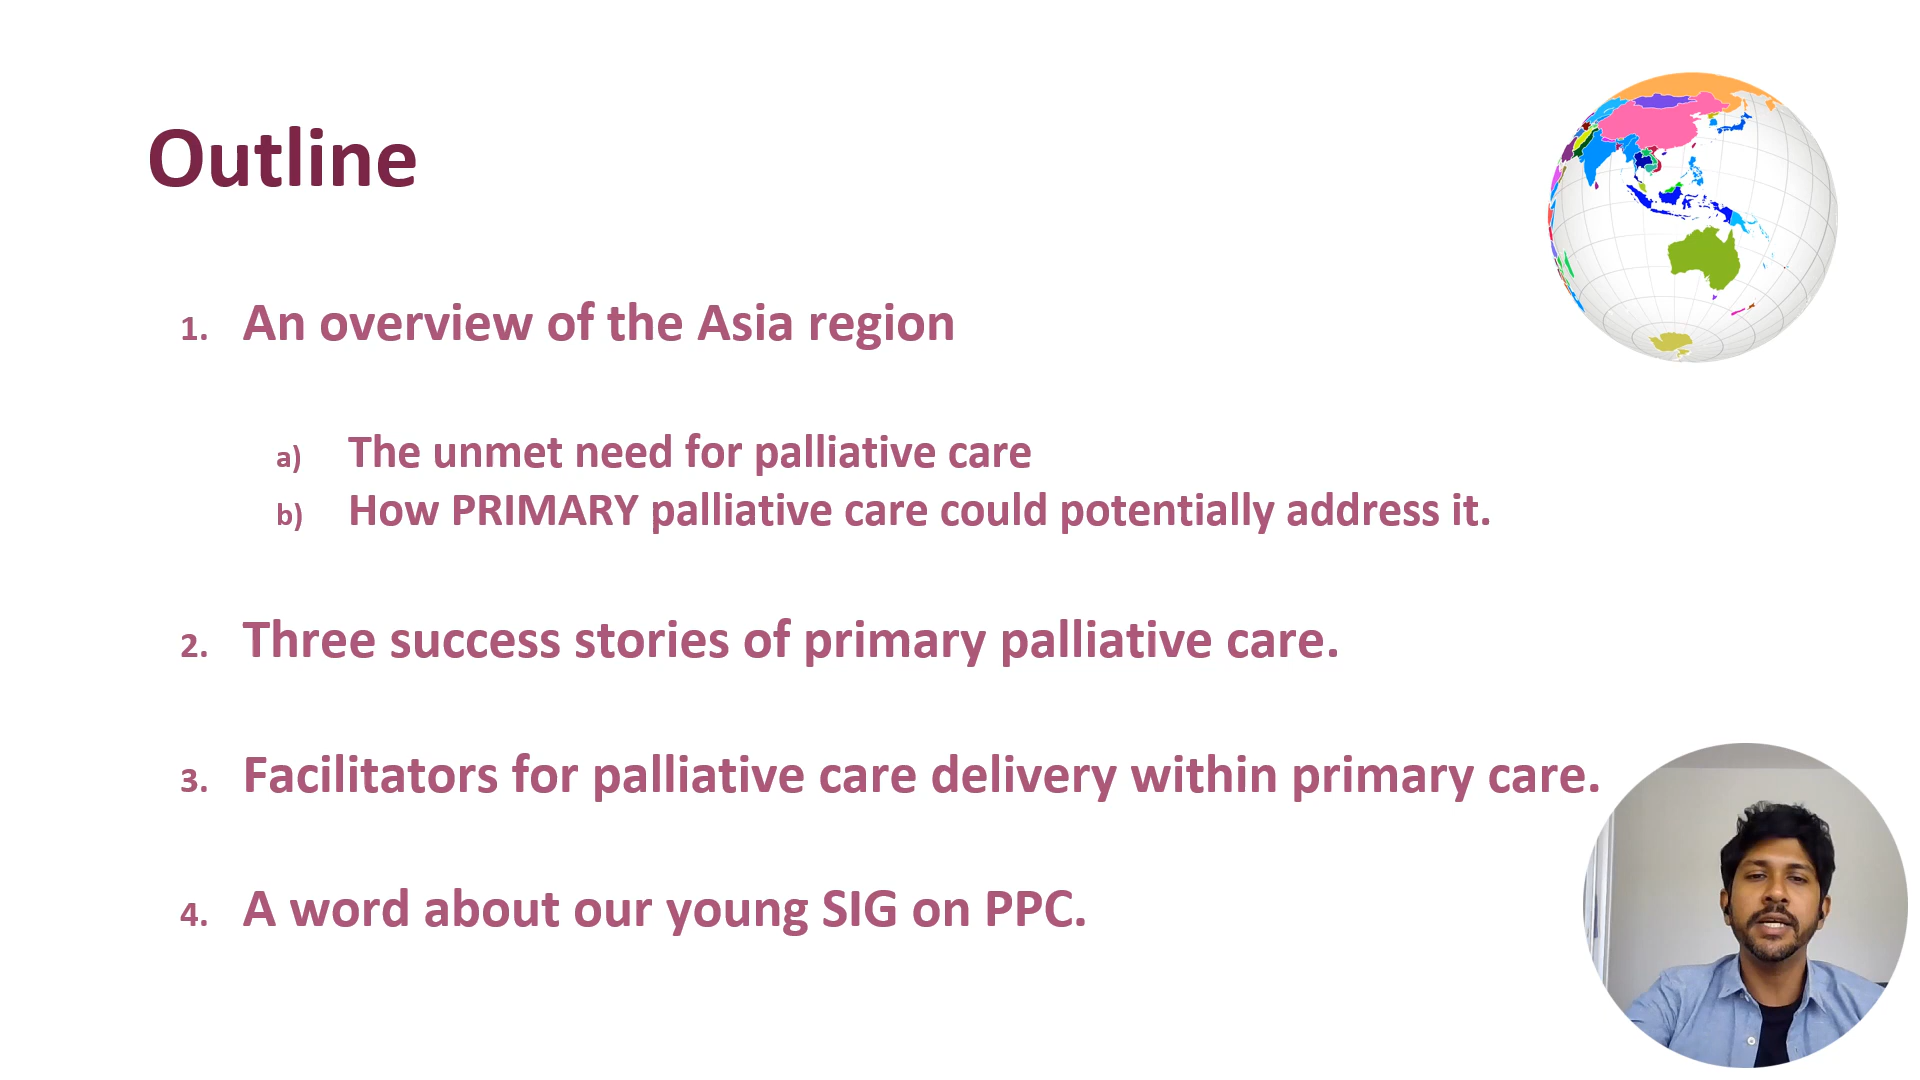 Outline
1. An overview of the Asia region
a) The unmet need for palliative care
b) How PRIMARY palliative care could potentially address it.
2. Three success stories of primary palliative care.
3. Facilitators for palliative care delivery within primary care.
4. A word about our young SIG on PPC.